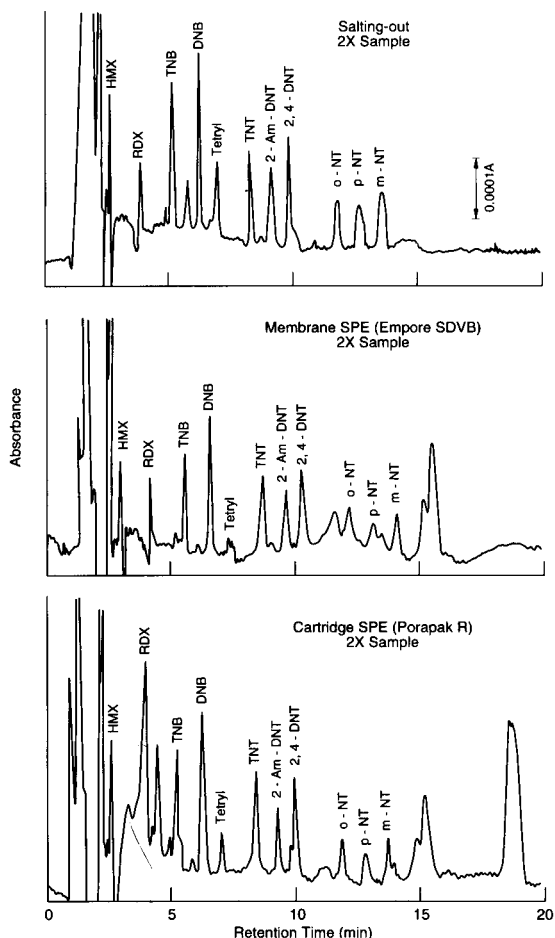 Salting-out
2X Sample
HMX
RDX
TNB
DNB
Tetryl
TNT
2 - Am - DNT
2, 4 - DNT
o - NT
p - NT
m - NT
0.0001A
Membrane SPE (Empore SDVB)
2X Sample
HMX
RDX
TNB
DNB
Tetryl
TNT
2 - Am - DNT
2, 4 - DNT
o - NT
p - NT
m - NT
Absorbance
Cartridge SPE (Porapak R)
2X Sample
HMX
RDX
TNB
DNB
Tetryl
TNT
2 - Am - DNT
2, 4 - DNT
o - NT
p - NT
m - NT
0 5 10 15 20
Retention Time (min)